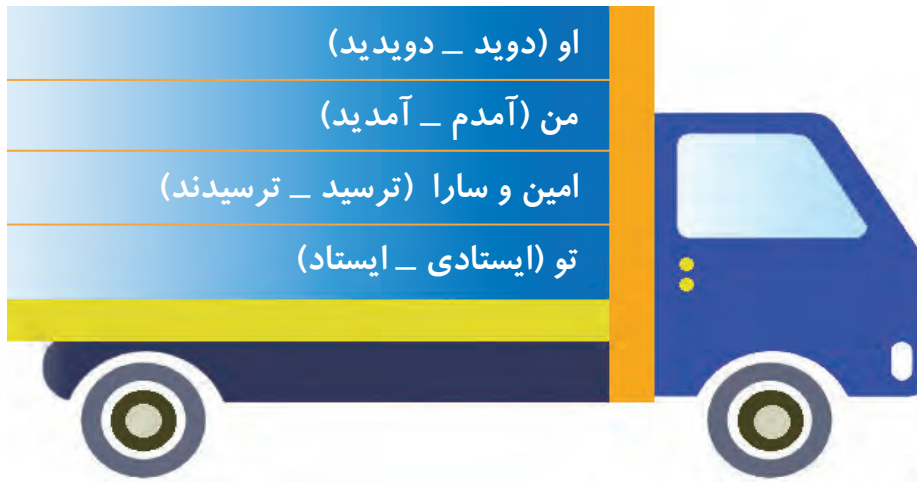 او (دوید _ دویدید)
من (آمدم _ آمدید)
امین و سارا (ترسید _ ترسیدند)
تو (ایستادی _ ایستاد)